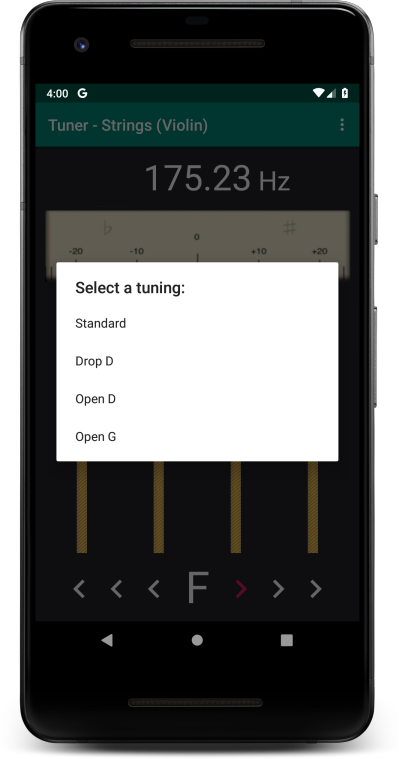 4:00 G
Tuner - Strings (Violin)
175.23 Hz
♭ ♯
-20 -10 0 +10 +20
Select a tuning:
Standard
Drop D
Open D
Open G
F